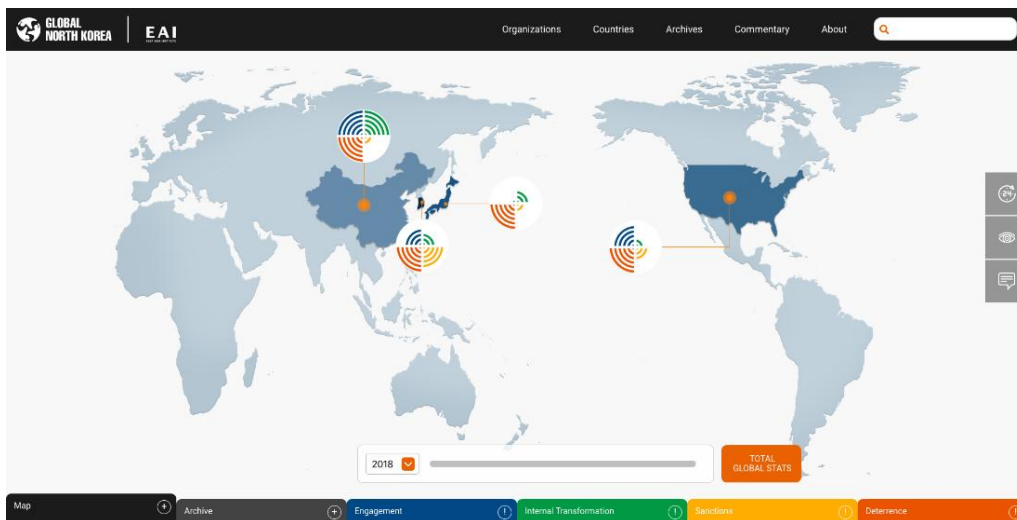 GLOBAL
NORTH KOREA
EAI
Organizations
Countries
Archives
Commentary
About
24
2018
TOTAL
GLOBAL STATS
Map
Archive
Engagement
Internal Transformation
Sanctions
Deterrence